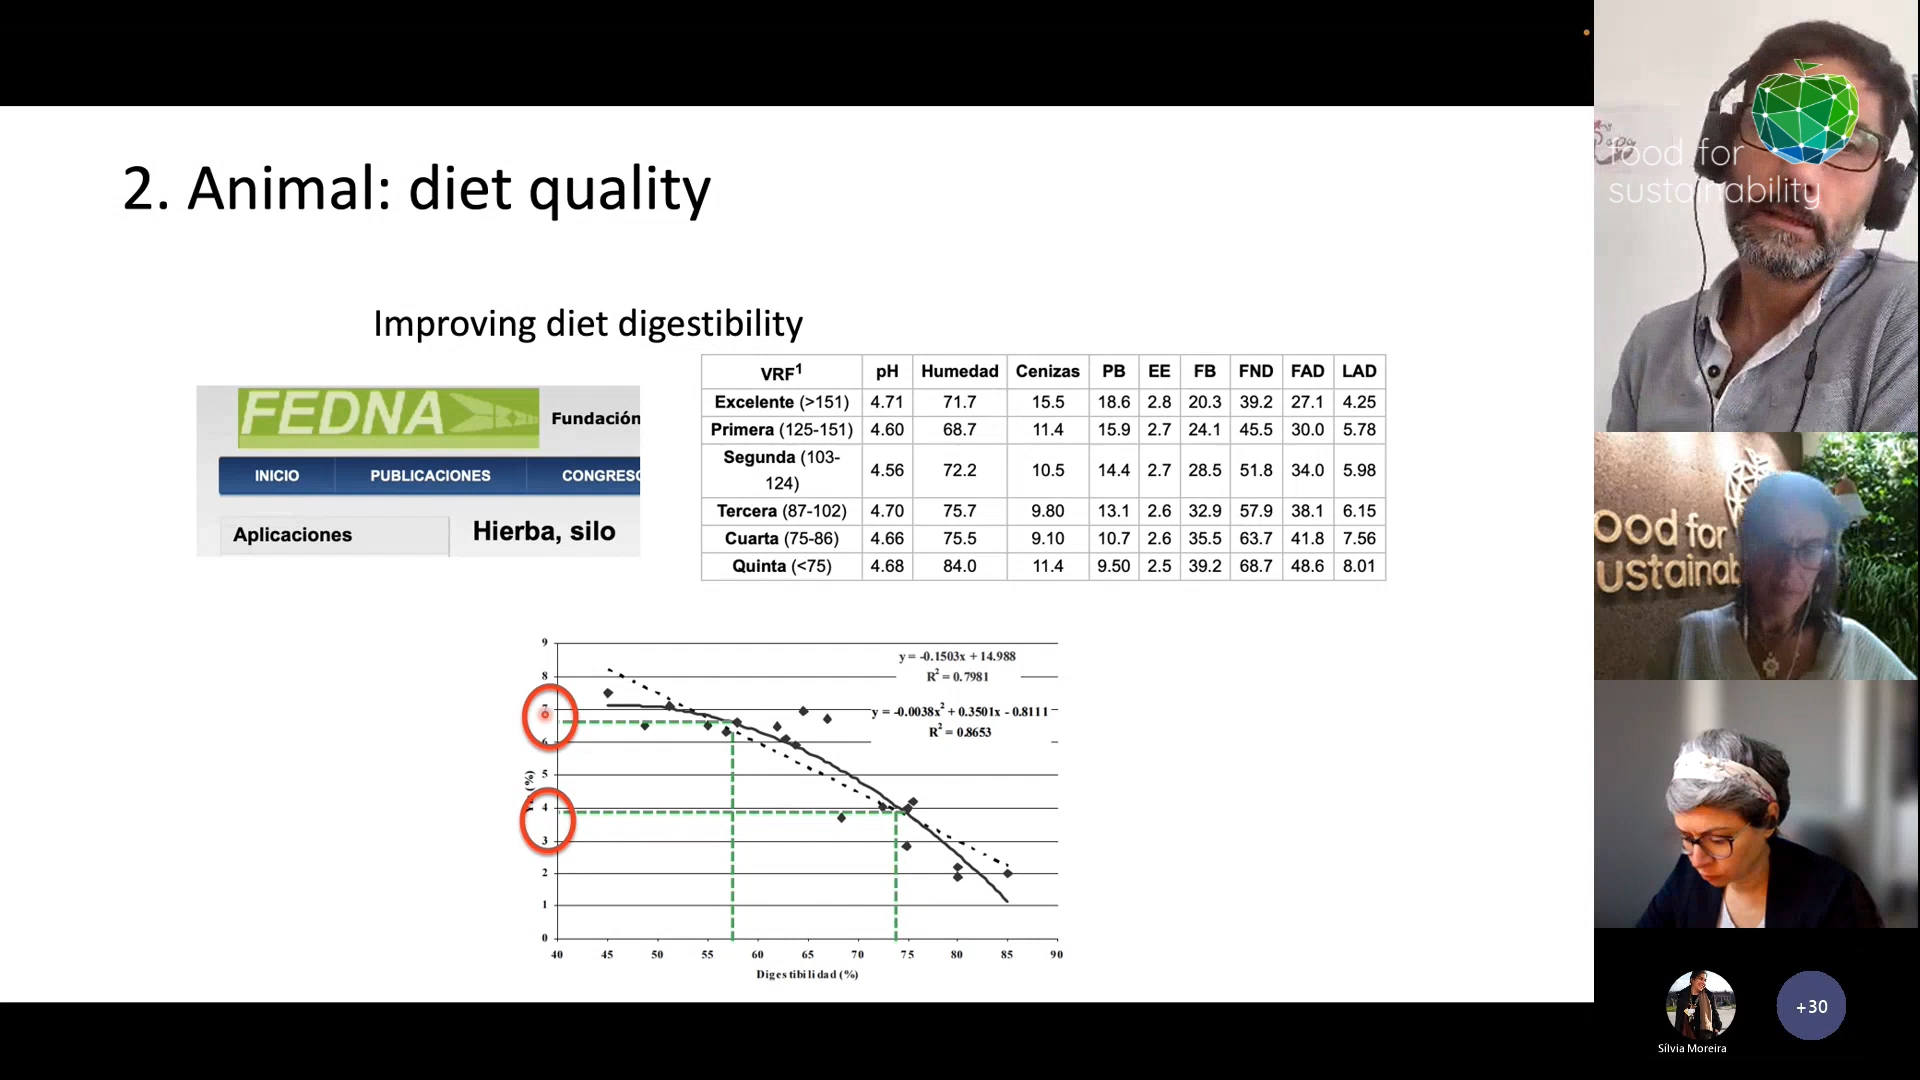 2. Animal: diet quality
Improving diet digestibility
FEDNA Fundación
INICIO PUBLICACIONES CONGRESO
Aplicaciones Hierba, silo
VRF1 pH Humedad Cenizas PB EE FB FND FAD LAD
Excelente (>151) 4.71 71.7 15.5 18.6 2.8 20.3 39.2 27.1 4.25
Primera (125-151) 4.60 68.7 11.4 15.9 2.7 24.1 45.5 30.0 5.78
Segunda (103-
124) 4.56 72.2 10.5 14.4 2.7 28.5 51.8 34.0 5.98
Tercera (87-102) 4.70 75.7 9.80 13.1 2.6 32.9 57.9 38.1 6.15
Cuarta (75-86) 4.66 75.5 9.10 10.7 2.6 35.5 63.7 41.8 7.56
Quinta (<75) 4.68 84.0 11.4 9.50 2.5 39.2 68.7 48.6 8.01
9
8
7
6
5
4
3
2
1
0
(%)
y = -0.1503x + 14.988
R2 = 0.7981
y = -0.0038x2 + 0.3501x - 0.8111
R2 = 0.8653
40 45 50 55 60 65 70 75 80 85 90
Digestibilidad (%)
food for
sustainability
ood for
ustainab
+30
Sílvia Moreira